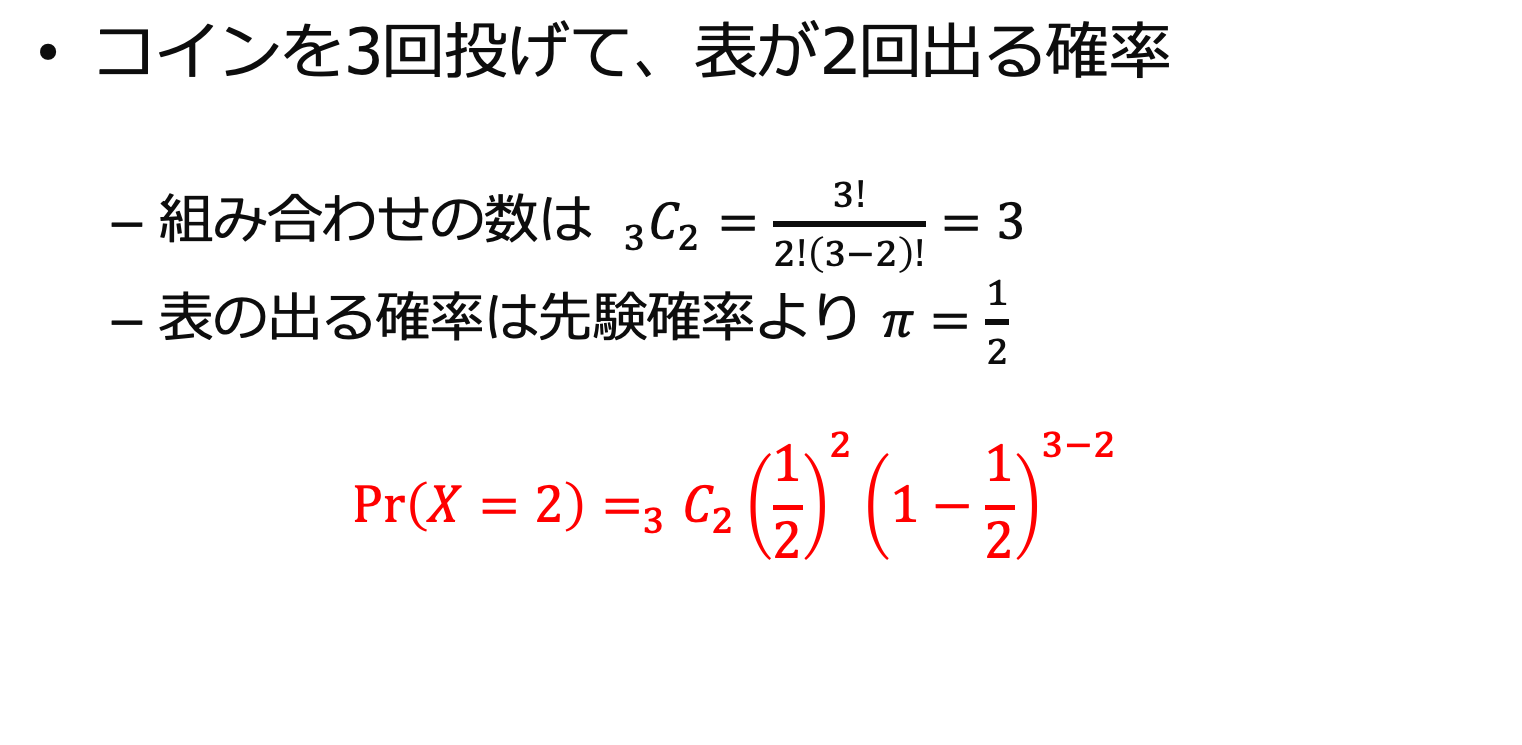 • コインを3回投げて、表が2回出る確率
– 組み合わせの数は ₃C₂ = 3!/(2!(3−2)!) = 3
– 表の出る確率は先験確率より π = 1/2
Pr(X = 2) =₃ C₂ (1/2)² (1 − 1/2)³⁻²